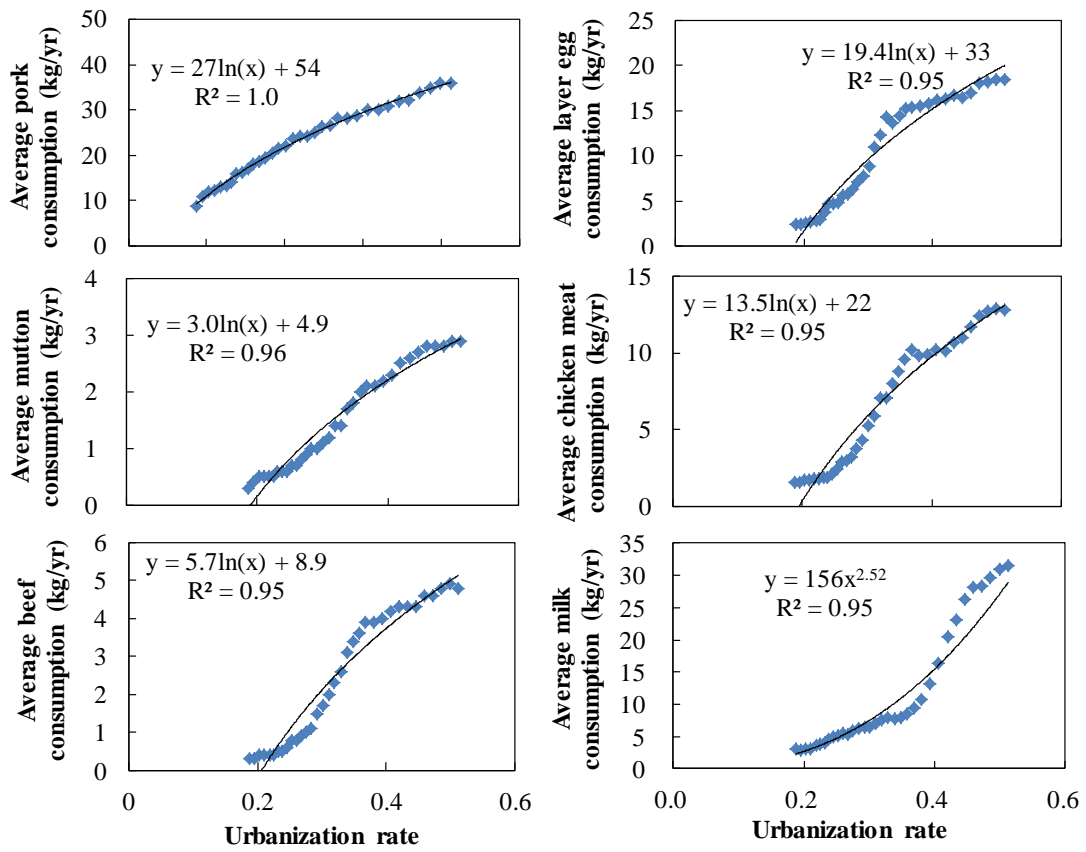 Average pork
consumption (kg/yr)
50
40
30
20
10
0
y = 27ln(x) + 54
R² = 1.0
Average layer egg
consumption (kg/yr)
25
20
15
10
5
0
y = 19.4ln(x) + 33
R² = 0.95
Average mutton
consumption (kg/yr)
4
3
2
1
0
y = 3.0ln(x) + 4.9
R² = 0.96
Average chicken meat
consumption (kg/yr)
15
10
5
0
y = 13.5ln(x) + 22
R² = 0.95
Average beef
consumption (kg/yr)
6
5
4
3
2
1
0
y = 5.7ln(x) + 8.9
R² = 0.95
0 0.2 0.4 0.6
Urbanization rate
Average milk
consumption (kg/yr)
35
30
25
20
15
10
5
0
y = 156x^2.52
R² = 0.95
0.0 0.2 0.4 0.6
Urbanization rate